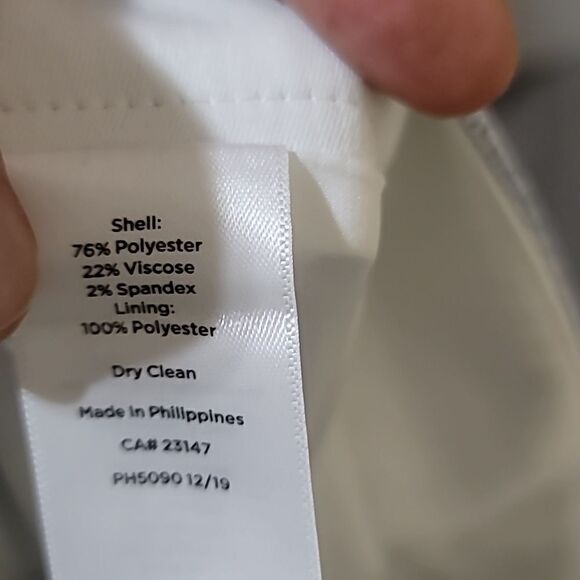 Shell:
76% Polyester
22% Viscose
2% Spandex
Lining:
100% Polyester
Dry Clean
Made In Philippines
CA# 23147
PH5090 12/19